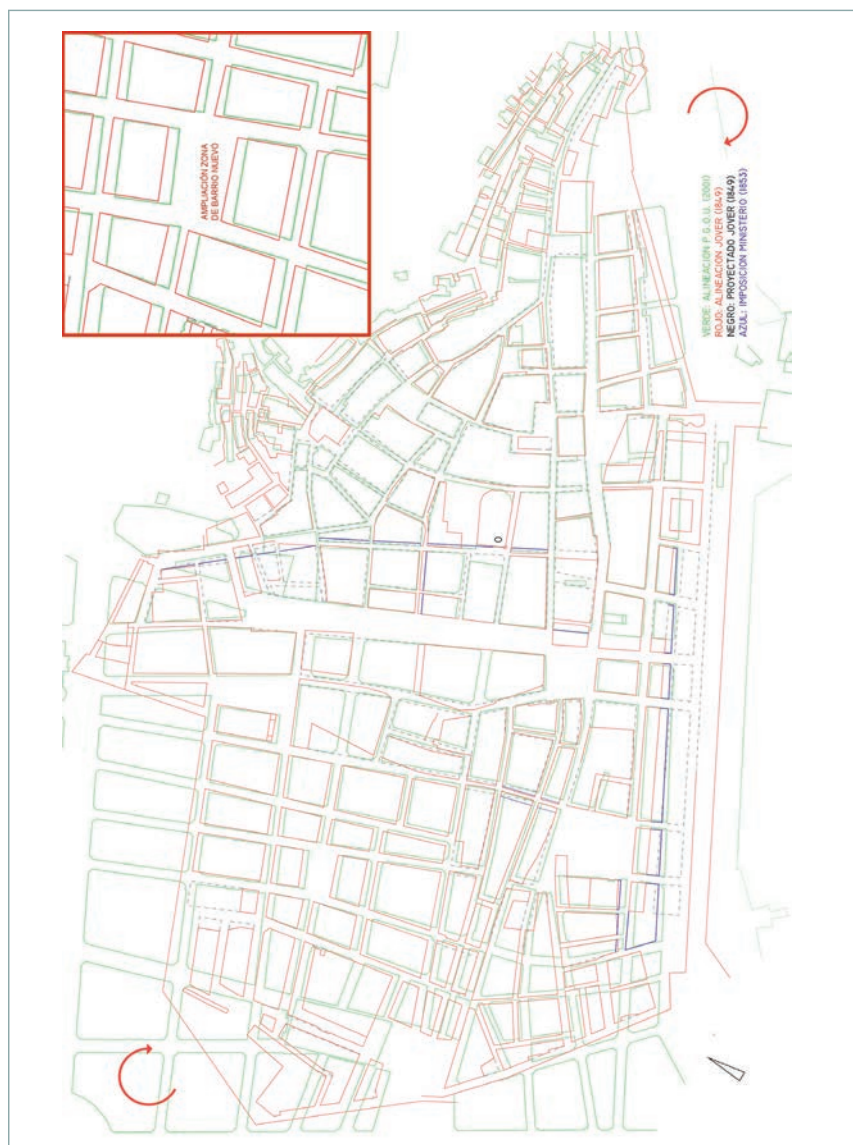 AMPLIACIÓN ZONA
DE BARRIO NUEVO
VERDE: ALINEACIÓN P.G.O.U. (2001)
ROJO: ALINEACIÓN JOVER (1849)
NEGRO: PROYECTADO JOVER (1849)
AZUL: IMPOSICIÓN MINISTERIO (1853)